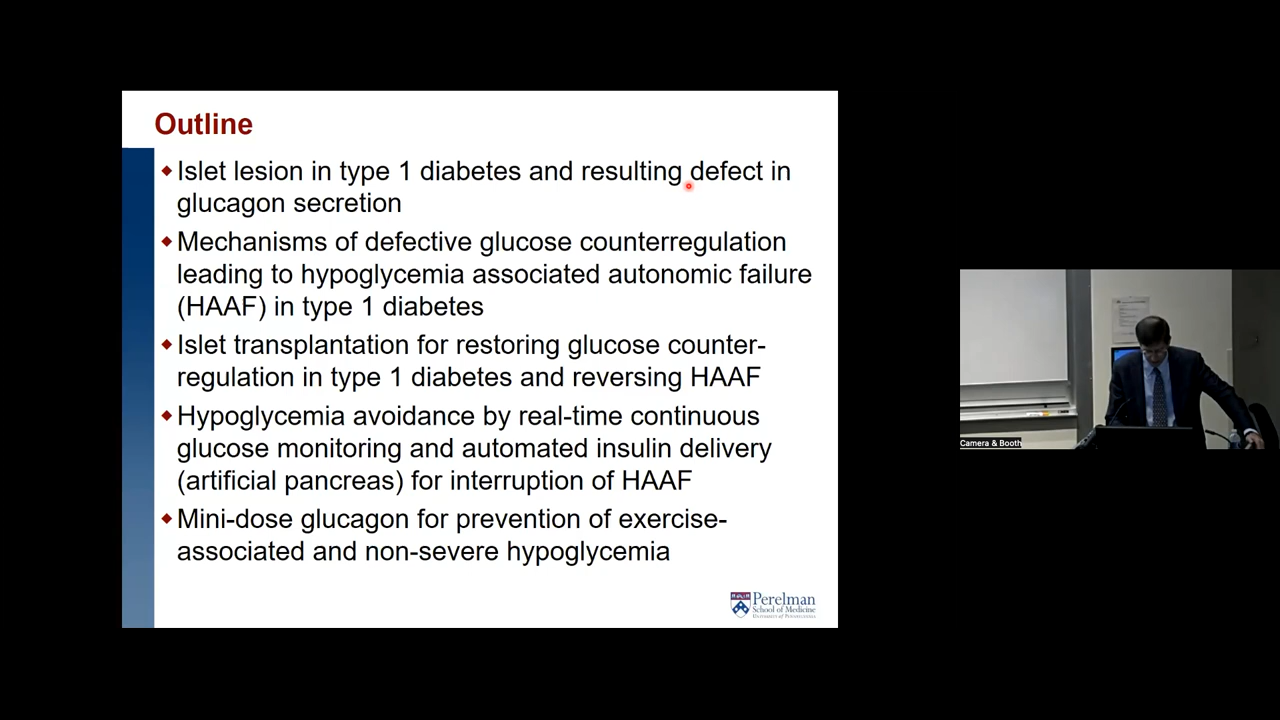 Outline
Islet lesion in type 1 diabetes and resulting defect in
glucagon secretion
Mechanisms of defective glucose counterregulation
leading to hypoglycemia associated autonomic failure
(HAAF) in type 1 diabetes
Islet transplantation for restoring glucose counter-
regulation in type 1 diabetes and reversing HAAF
Hypoglycemia avoidance by real-time continuous
glucose monitoring and automated insulin delivery
(artificial pancreas) for interruption of HAAF
Mini-dose glucagon for prevention of exercise-
associated and non-severe hypoglycemia
Perelman
School of Medicine
University of Pennsylvania
Camera & Booth